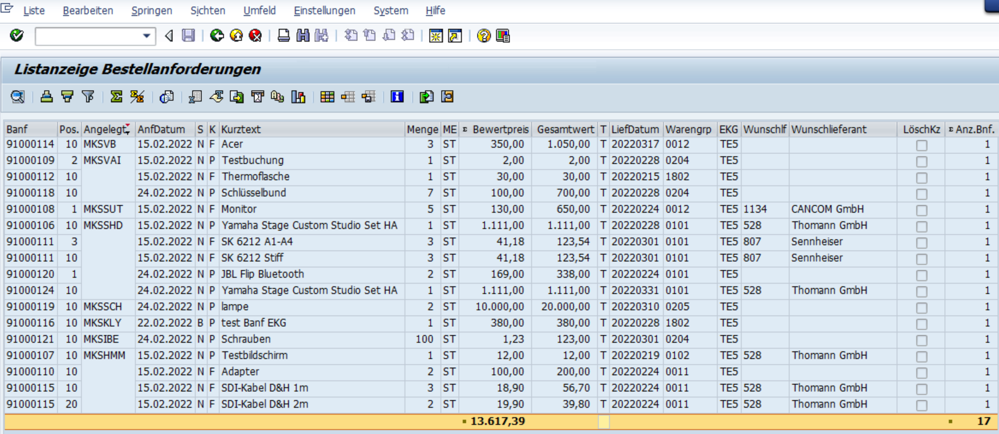 Liste Bearbeiten Springen Sichten Umfeld Einstellungen System Hilfe
Listanzeige Bestellanforderungen
Banf Pos. Angelegt AnfDatum S K Kurztext Menge ME Bewertpreis Gesamtwert T LiefDatum Warengrp EKG Wunschlf Wunschlieferant LöschKz Anz.Bnf.
91000114 10 MKSVB 15.02.2022 N F Acer 3 ST 350,00 1.050,00 T 20220317 0012 TE5 1
91000109 2 MKSVAI 15.02.2022 N P Testbuchung 1 ST 2,00 2,00 T 20220228 0204 TE5 1
91000112 10 15.02.2022 N F Thermoflasche 1 ST 30,00 30,00 T 20220215 1802 TE5 1
91000118 10 24.02.2022 N P Schlüsselbund 7 ST 100,00 700,00 T 20220228 0204 TE5 1
91000108 1 MKSSUT 15.02.2022 N F Monitor 5 ST 130,00 650,00 T 20220224 0012 TE5 1134 CANCOM GmbH 1
91000106 10 MKSSHD 15.02.2022 N P Yamaha Stage Custom Studio Set HA 1 ST 1.111,00 1.111,00 T 20220228 0101 TE5 528 Thomann GmbH 1
91000111 3 15.02.2022 N F SK 6212 A1-A4 3 ST 41,18 123,54 T 20220301 0101 TE5 807 Sennheiser 1
91000111 10 15.02.2022 N F SK 6212 Stiff 3 ST 41,18 123,54 T 20220301 0101 TE5 807 Sennheiser 1
91000120 1 24.02.2022 N P JBL Flip Bluetooth 2 ST 169,00 338,00 T 20220224 0101 TE5 1
91000124 10 24.02.2022 N P Yamaha Stage Custom Studio Set HA 1 ST 1.111,00 1.111,00 T 20220331 0101 TE5 528 Thomann GmbH 1
91000119 10 MKSSCH 24.02.2022 N P lampe 2 ST 10.000,00 20.000,00 T 20220310 0205 TE5 1
91000116 10 MKSKLY 22.02.2022 B P test Banf EKG 1 ST 380,00 380,00 T 20220228 1802 TE5 1
91000121 10 MKSIBE 24.02.2022 N P Schrauben 100 ST 1,23 123,00 T 20220301 0204 TE5 1
91000107 10 MKSHMM 15.02.2022 N P Testbildschirm 1 ST 12,00 12,00 T 20220219 0102 TE5 528 Thomann GmbH 1
91000110 10 15.02.2022 N F Adapter 2 ST 100,00 200,00 T 20220224 0011 TE5 1
91000115 10 15.02.2022 N F SDI-Kabel D&H 1m 3 ST 18,90 56,70 T 20220224 0011 TE5 528 Thomann GmbH 1
91000115 20 15.02.2022 N F SDI-Kabel D&H 2m 2 ST 19,90 39,80 T 20220224 0011 TE5 528 Thomann GmbH 1
13.617,39 17